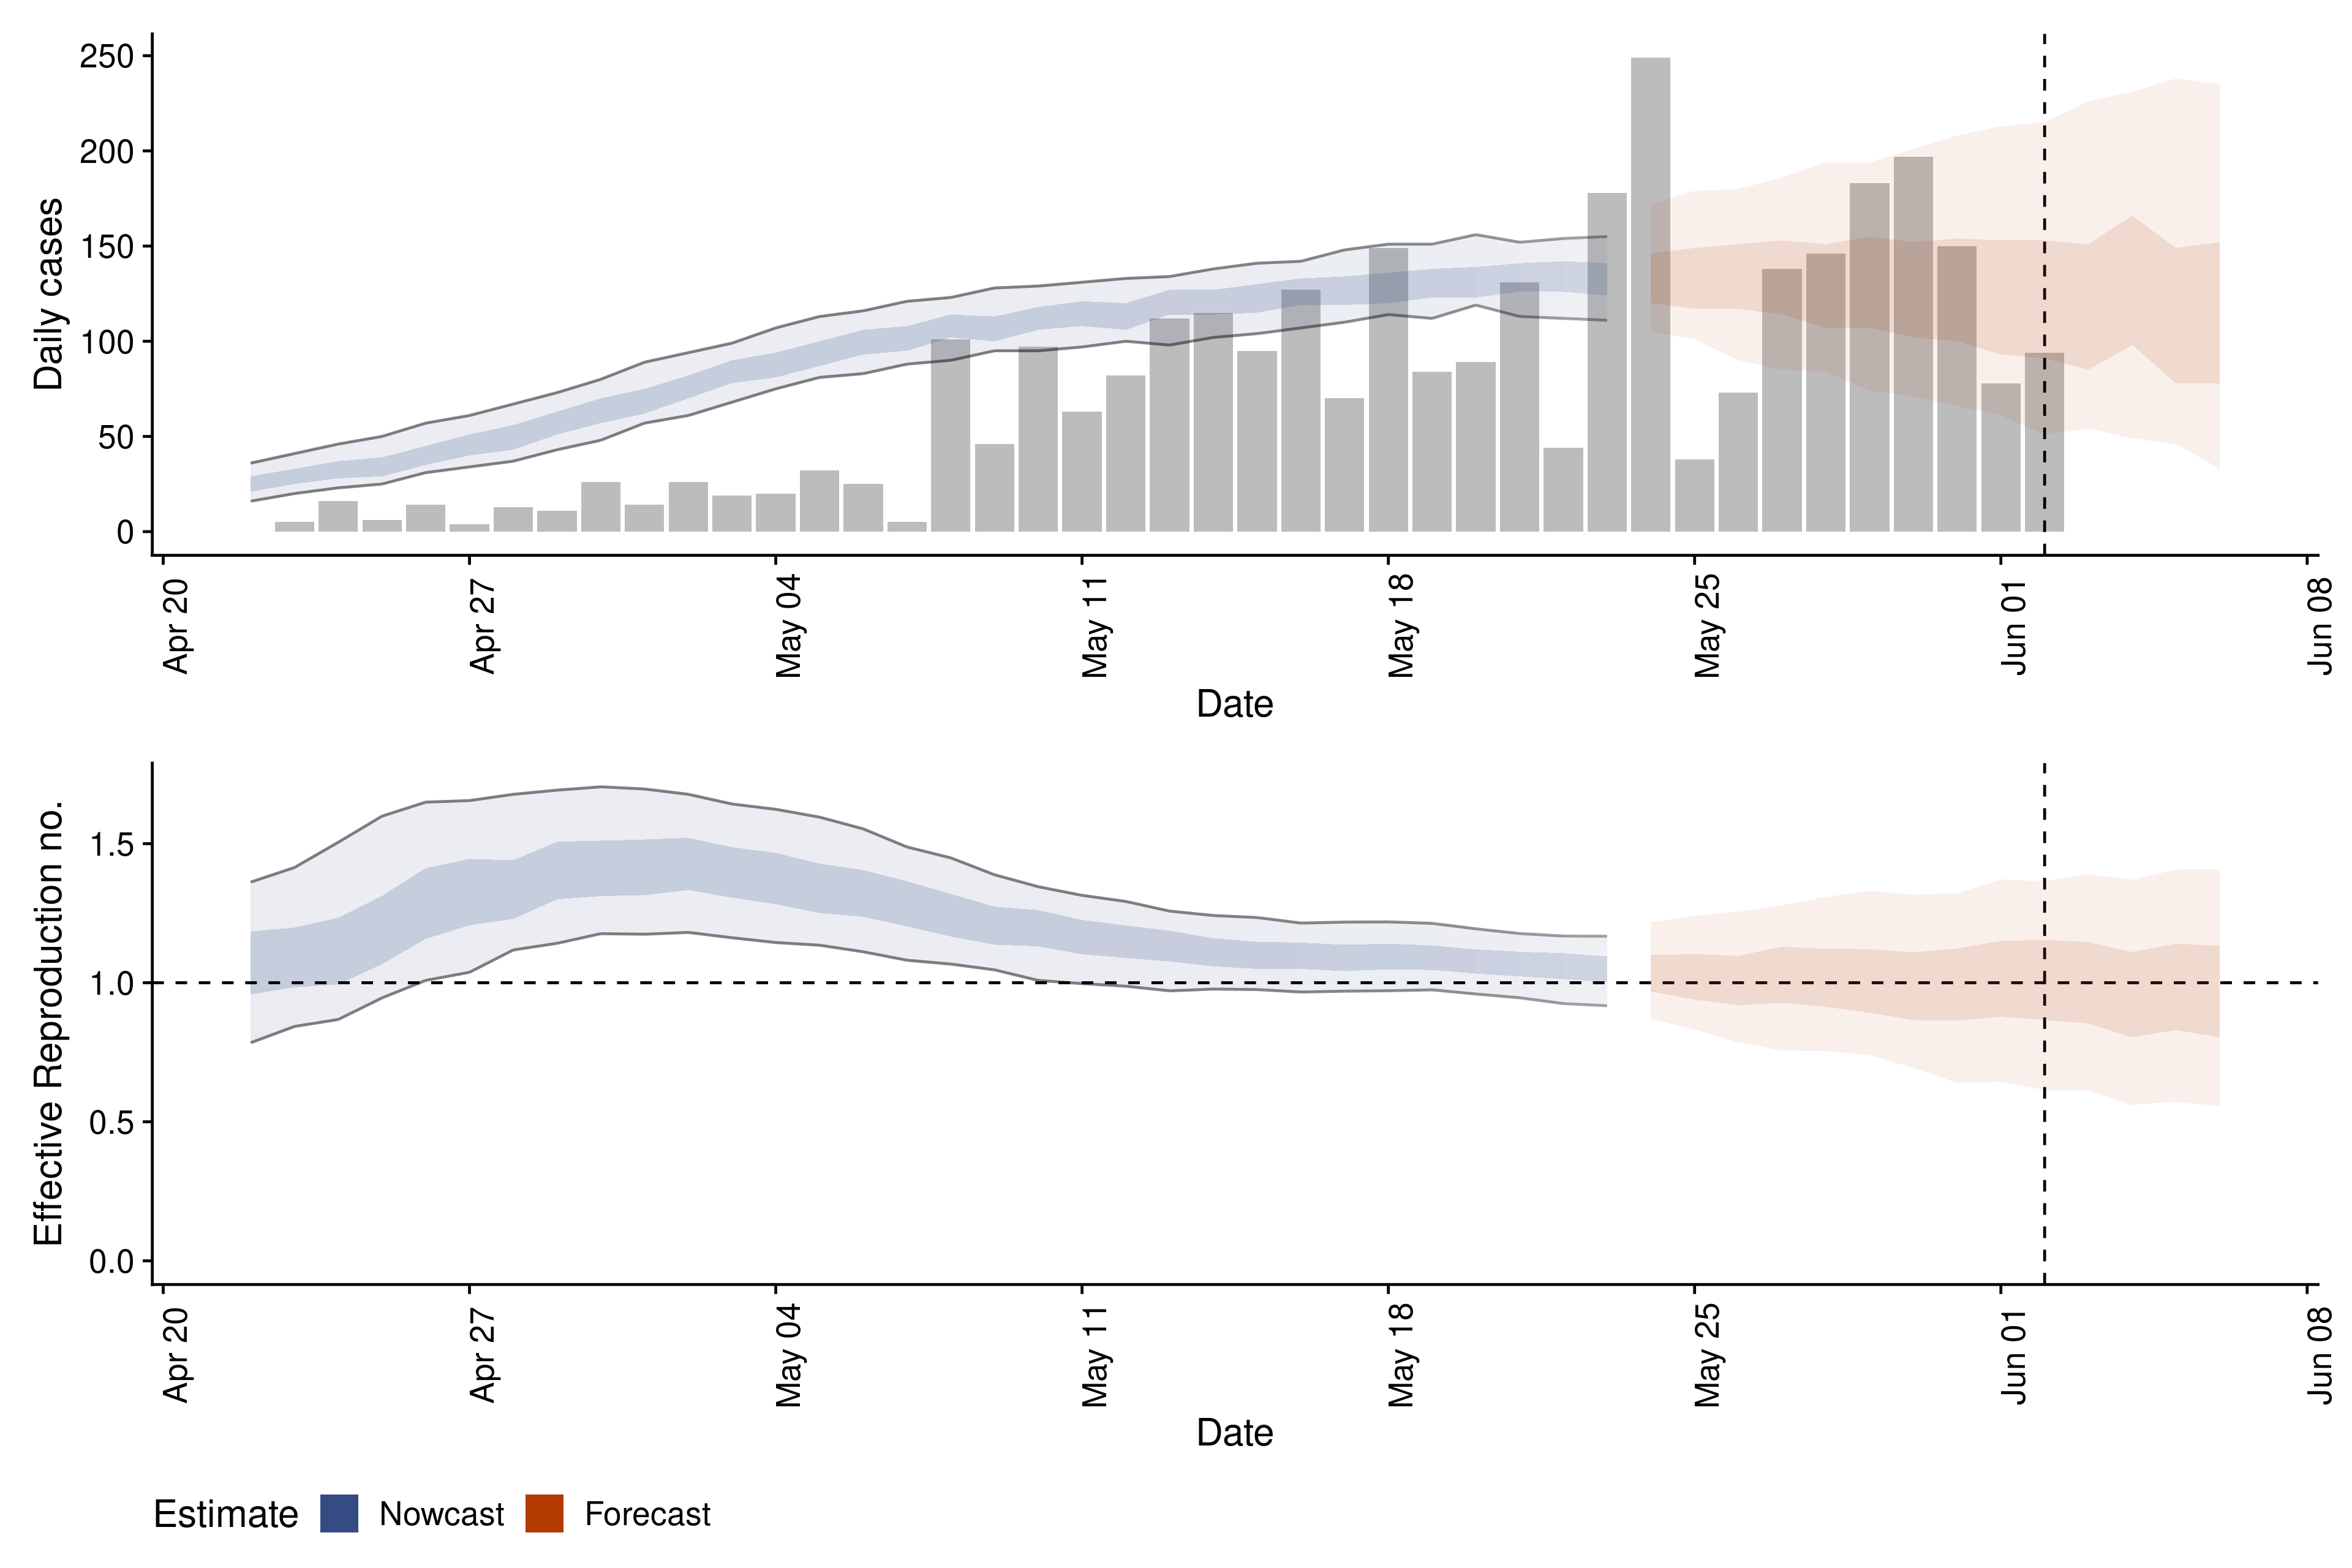 250
200
150
100
50
0
Daily cases
Apr 20
Apr 27
May 04
May 11
May 18
May 25
Jun 01
Jun 08
Date
1.5
1.0
0.5
0.0
Effective Reproduction no.
Apr 20
Apr 27
May 04
May 11
May 18
May 25
Jun 01
Jun 08
Date
Estimate Nowcast Forecast